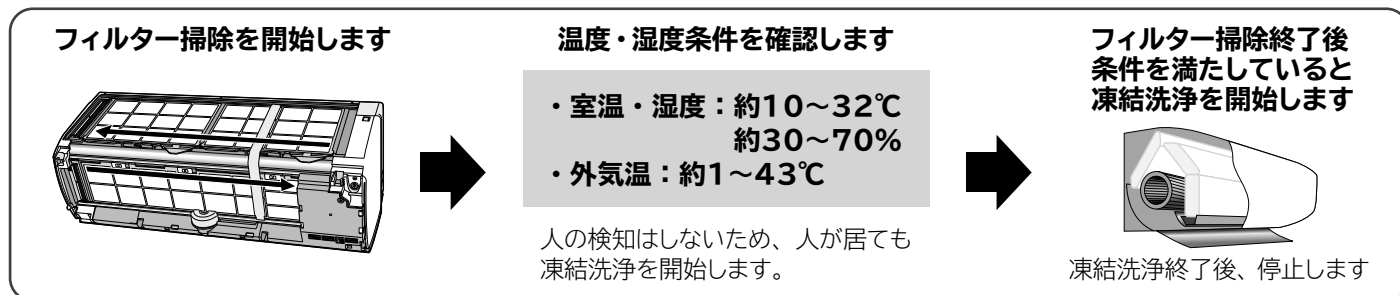 フィルター掃除を開始します
温度・湿度条件を確認します
・室温・湿度：約10～32℃
約30～70%
・外気温：約1～43℃
人の検知はしないため、人が居ても
凍結洗浄を開始します。
フィルター掃除終了後
条件を満たしていると
凍結洗浄を開始します
凍結洗浄終了後、停止します